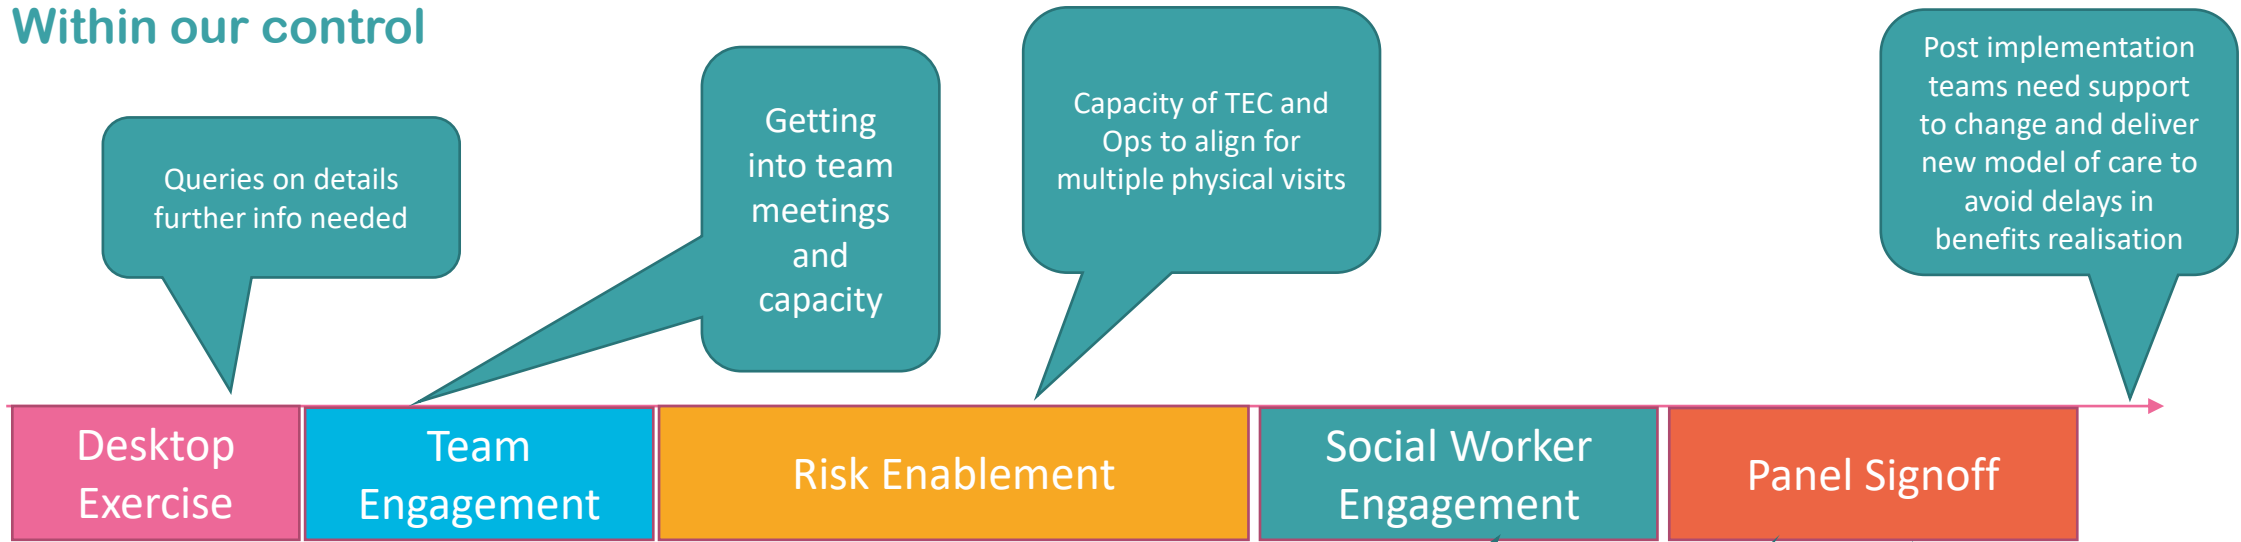 Within our control
Queries on details
further info needed
Getting
into team
meetings
and
capacity
Capacity of TEC and
Ops to align for
multiple physical visits
Post implementation
teams need support
to change and deliver
new model of care to
avoid delays in
benefits realisation
Desktop
Exercise
Team
Engagement
Risk Enablement
Social Worker
Engagement
Panel Signoff